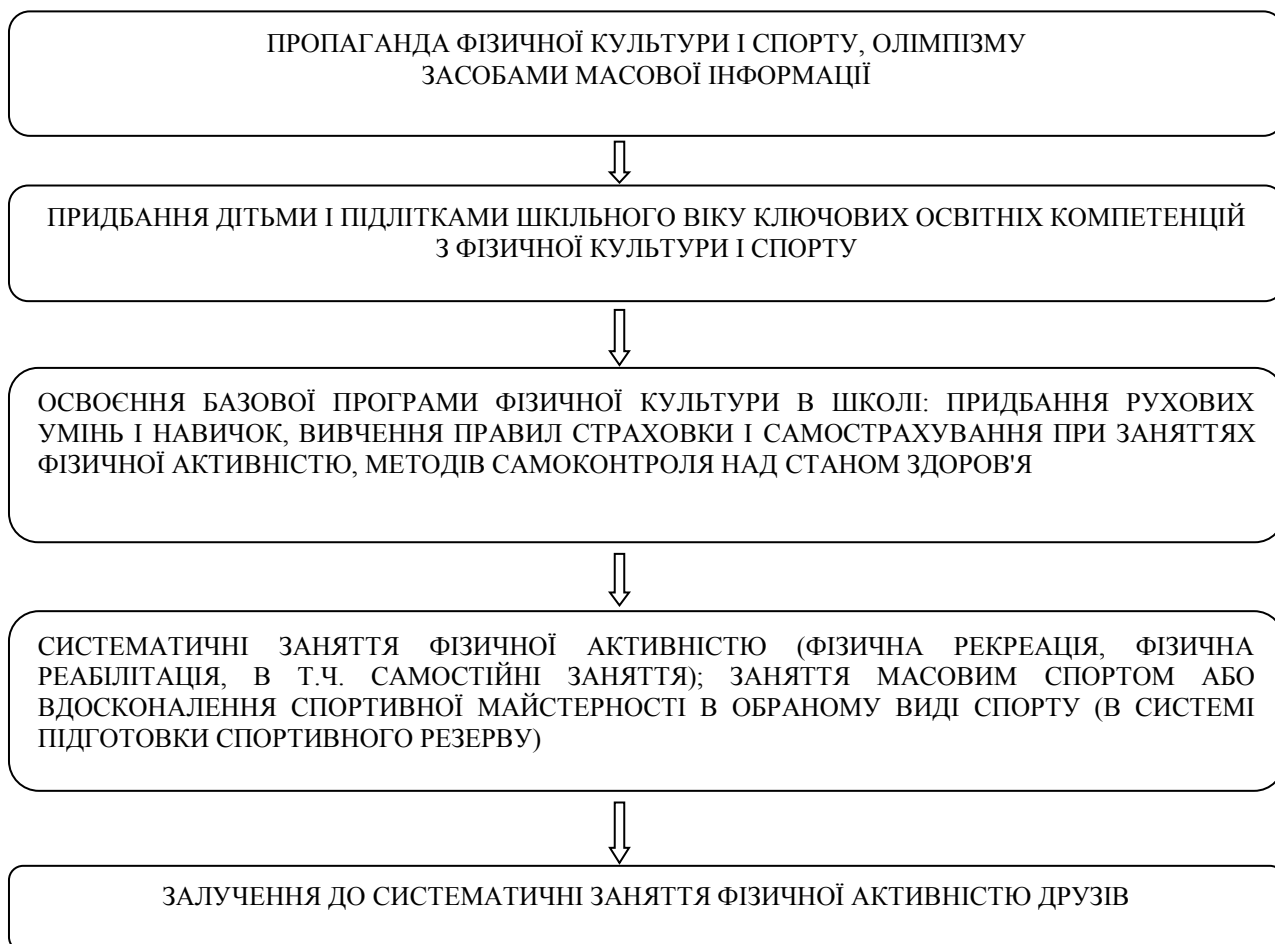 ПРОПАГАНДА ФІЗИЧНОЇ КУЛЬТУРИ І СПОРТУ, ОЛІМПІЗМУ
ЗАСОБАМИ МАСОВОЇ ІНФОРМАЦІЇ
ПРИДБАННЯ ДІТЬМИ І ПІДЛІТКАМИ ШКІЛЬНОГО ВІКУ КЛЮЧОВИХ ОСВІТНІХ КОМПЕТЕНЦІЙ
З ФІЗИЧНОЇ КУЛЬТУРИ І СПОРТУ
ОСВОЄННЯ БАЗОВОЇ ПРОГРАМИ ФІЗИЧНОЇ КУЛЬТУРИ В ШКОЛІ: ПРИДБАННЯ РУХОВИХ
УМІНЬ І НАВИЧОК, ВИВЧЕННЯ ПРАВИЛ СТРАХОВКИ І САМОСТРАХУВАННЯ ПРИ ЗАНЯТТЯХ
ФІЗИЧНОЇ АКТИВНІСТЮ, МЕТОДІВ САМОКОНТРОЛЯ НАД СТАНОМ ЗДОРОВ'Я
СИСТЕМАТИЧНІ ЗАНЯТТЯ ФІЗИЧНОЇ АКТИВНІСТЮ (ФІЗИЧНА РЕКРЕАЦІЯ, ФІЗИЧНА
РЕАБІЛІТАЦІЯ, В Т.Ч. САМОСТІЙНІ ЗАНЯТТЯ); ЗАНЯТТЯ МАСОВИМ СПОРТОМ АБО
ВДОСКОНАЛЕННЯ СПОРТИВНОЇ МАЙСТЕРНОСТІ В ОБРАНОМУ ВИДІ СПОРТУ (В СИСТЕМІ
ПІДГОТОВКИ СПОРТИВНОГО РЕЗЕРВУ)
ЗАЛУЧЕННЯ ДО СИСТЕМАТИЧНІ ЗАНЯТТЯ ФІЗИЧНОЇ АКТИВНІСТЮ ДРУЗІВ